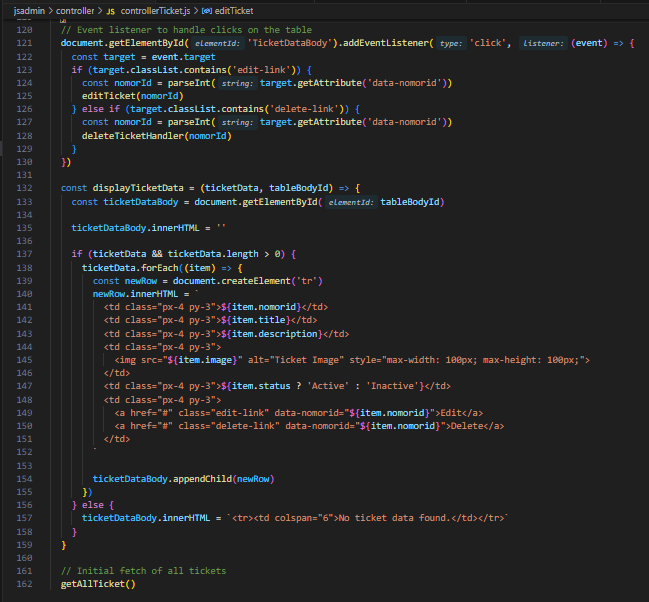 jsadmin > controller > JS controllerTicket.js > editTicket
120 // Event listener to handle clicks on the table
121 document.getElementById( elementId: 'TicketDataBody').addEventListener( type: 'click', listener: (event) => {
122 const target = event.target
123 if (target.classList.contains('edit-link')) {
124 const nomorId = parseInt( string: target.getAttribute('data-nomorid'))
125 editTicket(nomorId)
126 } else if (target.classList.contains('delete-link')) {
127 const nomorId = parseInt( string: target.getAttribute('data-nomorid'))
128 deleteTicketHandler(nomorId)
129 }
130 })
131
132 const displayTicketData = (ticketData, tableBodyId) => {
133 const ticketDataBody = document.getElementById( elementId: tableBodyId)
134
135 ticketDataBody.innerHTML = ''
136
137 if (ticketData && ticketData.length > 0) {
138 ticketData.forEach((item) => {
139 const newRow = document.createElement('tr')
140 newRow.innerHTML = `
141 <td class="px-4 py-3">${item.nomorid}</td>
142 <td class="px-4 py-3">${item.title}</td>
143 <td class="px-4 py-3">${item.description}</td>
144 <td class="px-4 py-3">
145 <img src="${item.image}" alt="Ticket Image" style="max-width: 100px; max-height: 100px;">
146 </td>
147 <td class="px-4 py-3">${item.status ? 'Active' : 'Inactive'}</td>
148 <td class="px-4 py-3">
149 <a href="#" class="edit-link" data-nomorid="${item.nomorid}">Edit</a>
150 <a href="#" class="delete-link" data-nomorid="${item.nomorid}">Delete</a>
151 </td>
152 `
153
154 ticketDataBody.appendChild(newRow)
155 })
156 } else {
157 ticketDataBody.innerHTML = `<tr><td colspan="6">No ticket data found.</td></tr>`
158 }
159 }
160
161 // Initial fetch of all tickets
162 getAllTicket()